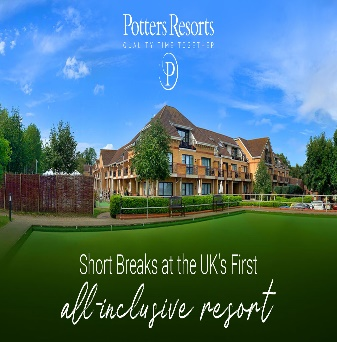 Potters Resorts
QUALITY TIME TOGETHER
Short Breaks at the UK's First
all-inclusive resort